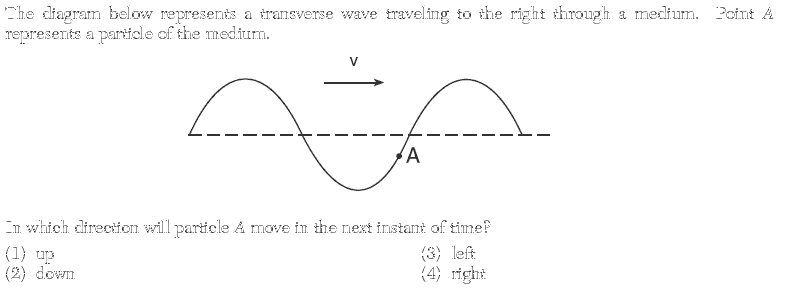 The diagram below represents a transverse wave traveling to the right through a medium. Point A
represents a particle of the medium.
v
A
In which direction will particle A move in the next instant of time?
(1) up
(3) left
(2) down
(4) right